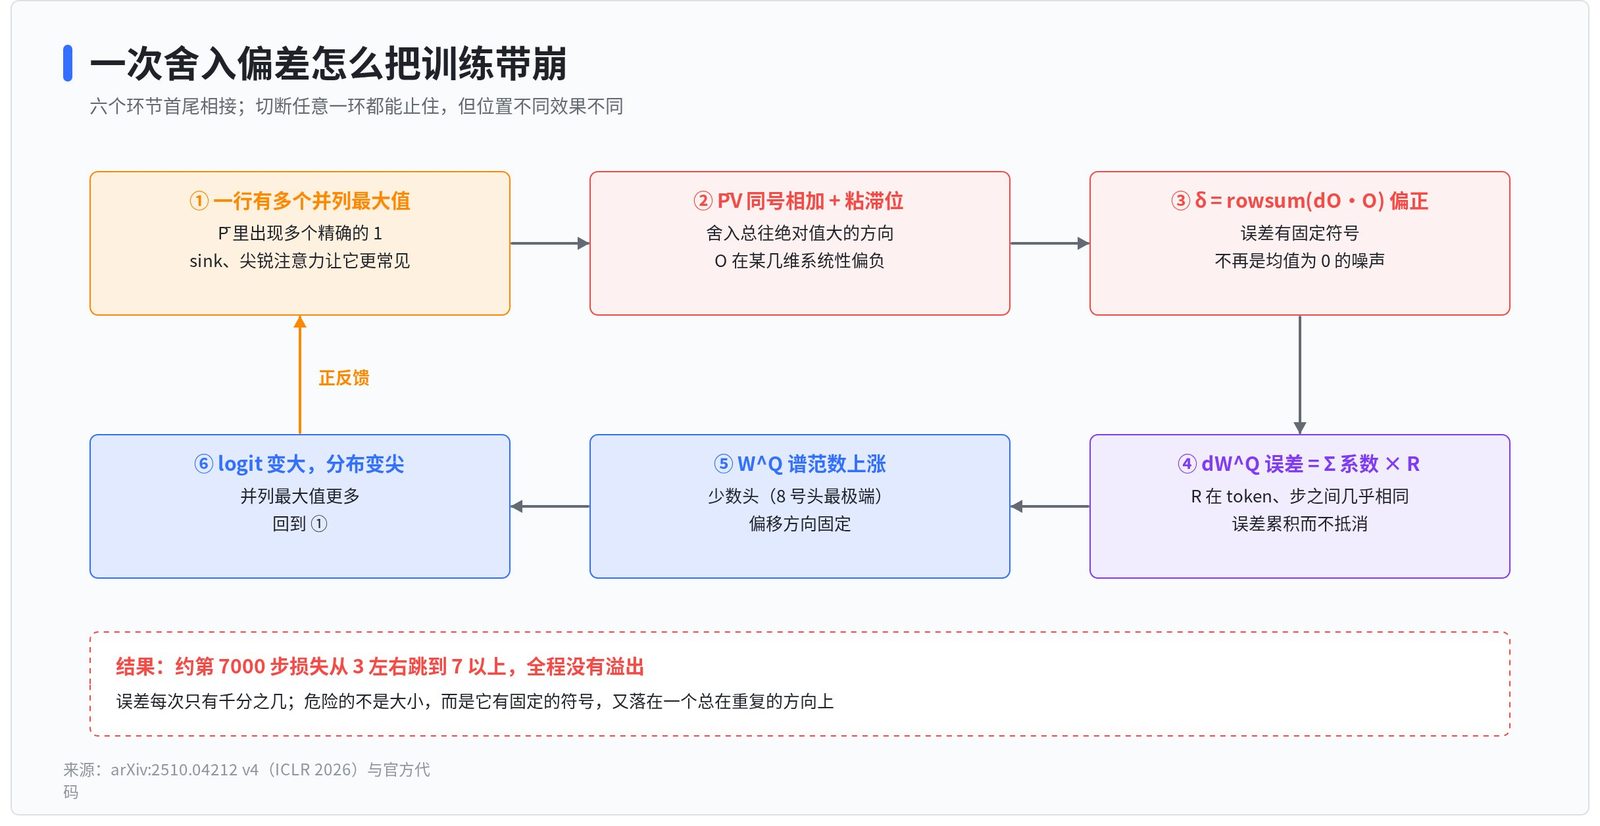 一次舍入偏差怎么把训练带崩
六个环节首尾相接；切断任意一环都能止住，但位置不同效果不同
① 一行有多个并列最大值
P̄ 里出现多个精确的 1
sink、尖锐注意力让它更常见
② P̄V 同号相加 + 粘滞位
舍入总往绝对值大的方向
O 在某几维系统性偏负
③ δ = rowsum(dO・O) 偏正
误差有固定符号
不再是均值为 0 的噪声
正反馈
⑥ logit 变大，分布变尖
并列最大值更多
回到 ①
⑤ W^Q 谱范数上涨
少数头（8 号头最极端）
偏移方向固定
④ dW^Q 误差 = Σ 系数 × R
R 在 token、步之间几乎相同
误差累积而不抵消
结果：约第 7000 步损失从 3 左右跳到 7 以上，全程没有溢出
误差每次只有千分之几；危险的不是大小，而是它有固定的符号，又落在一个总在重复的方向上
来源：arXiv:2510.04212 v4（ICLR 2026）与官方代
码